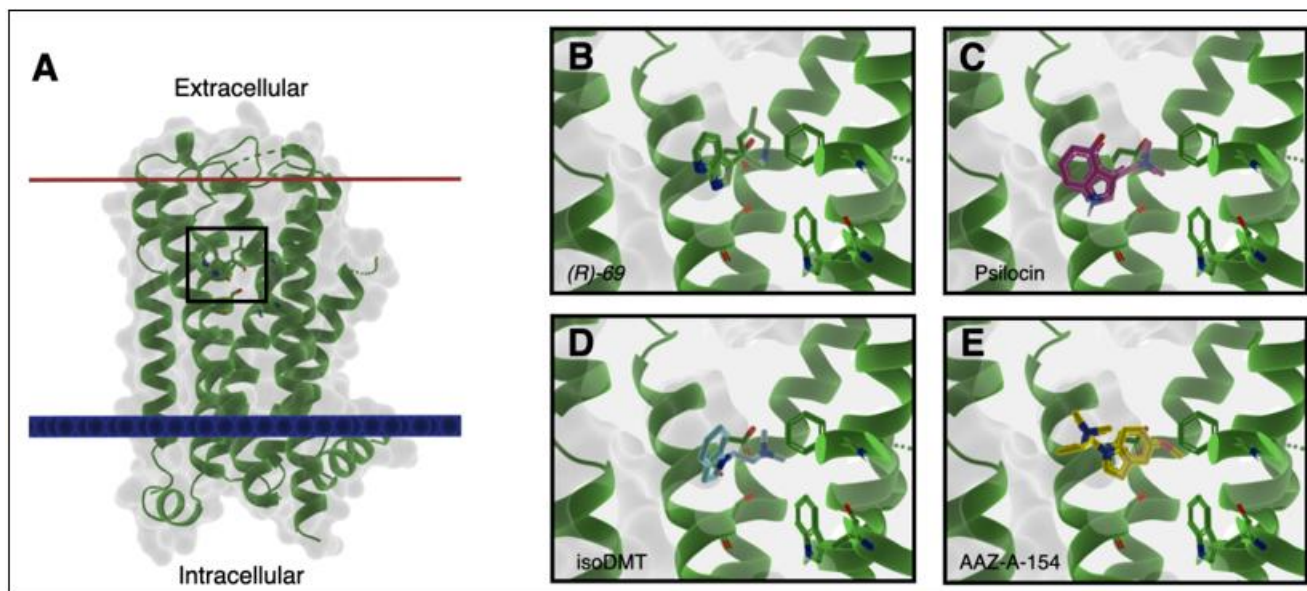 A
Extracellular
Intracellular
B
(R)-69
C
Psilocin
D
isoDMT
E
AAZ-A-154